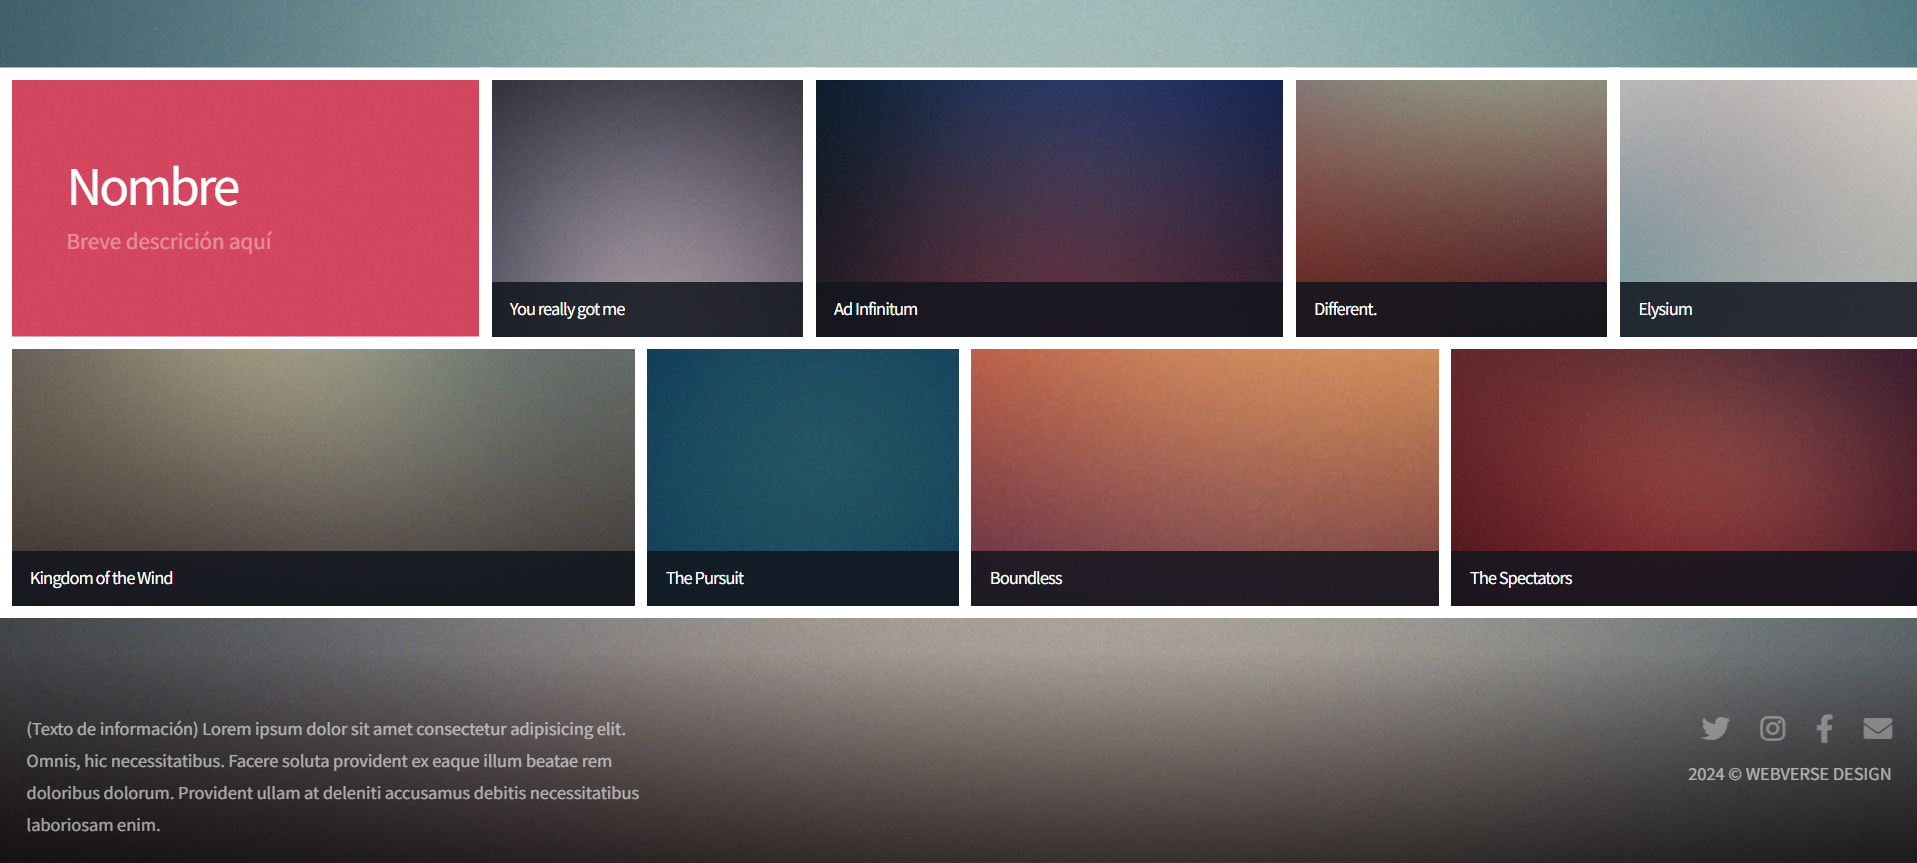 Nombre
Breve descrición aquí
You really got me
Ad Infinitum
Different.
Elysium
Kingdom of the Wind
The Pursuit
Boundless
The Spectators
(Texto de información) Lorem ipsum dolor sit amet consectetur adipisicing elit.
Omnis, hic necessitatibus. Facere soluta provident ex eaque illum beatae rem
doloribus dolorum. Provident ullam at deleniti accusamus debitis necessitatibus
laboriosam enim.
2024 © WEBVERSE DESIGN